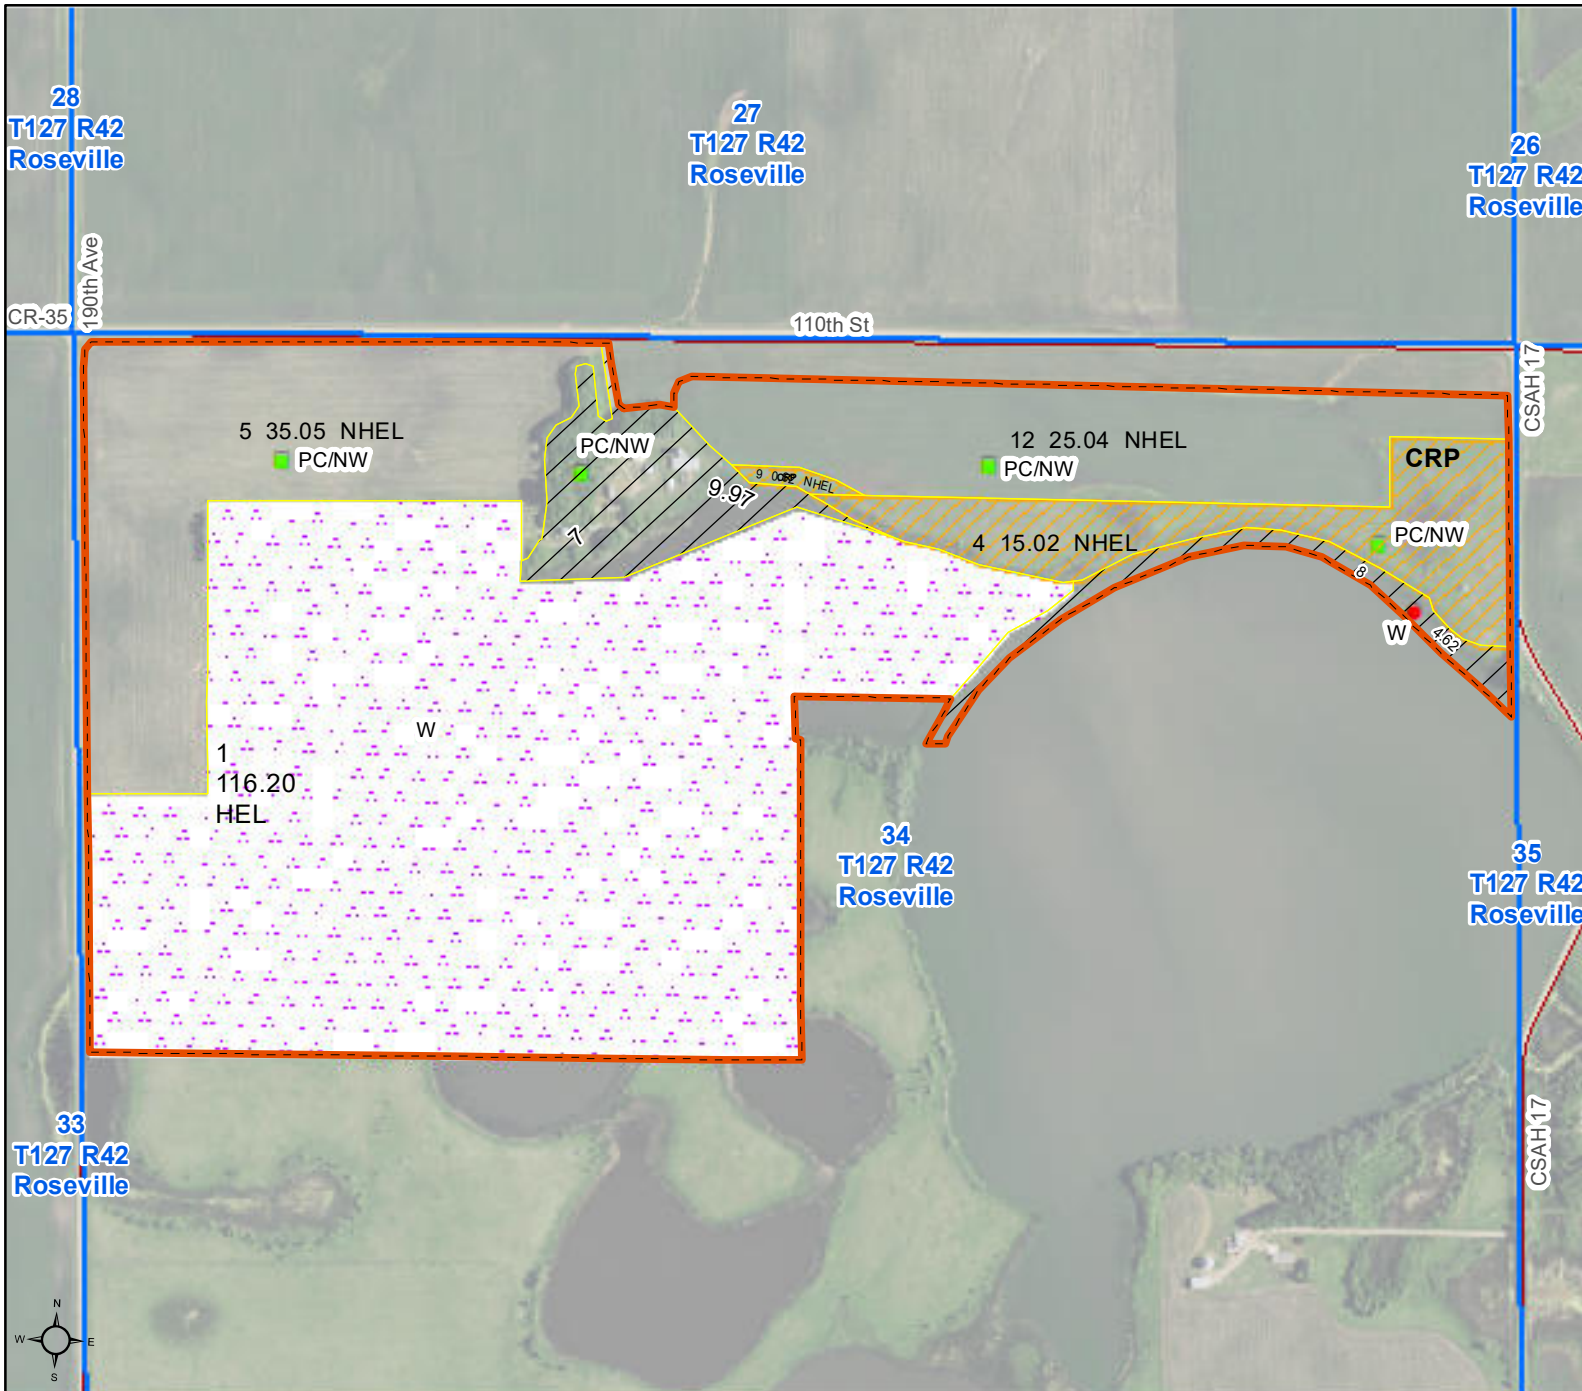 28
T127 R42
Roseville
27
T127 R42
Roseville
26
T127 R42
Roseville
190th Ave
CR-35
110th St
CSAH 17
5 35.05 NHEL
PC/NW
PC/NW
12 25.04 NHEL
PC/NW
CRP
9 NHEL
9.97
7
4 15.02 NHEL
PC/NW
8
W
4.62
W
1
116.20
HEL
34
T127 R42
Roseville
35
T127 R42
Roseville
33
T127 R42
Roseville
CSAH 17
N
W E
S